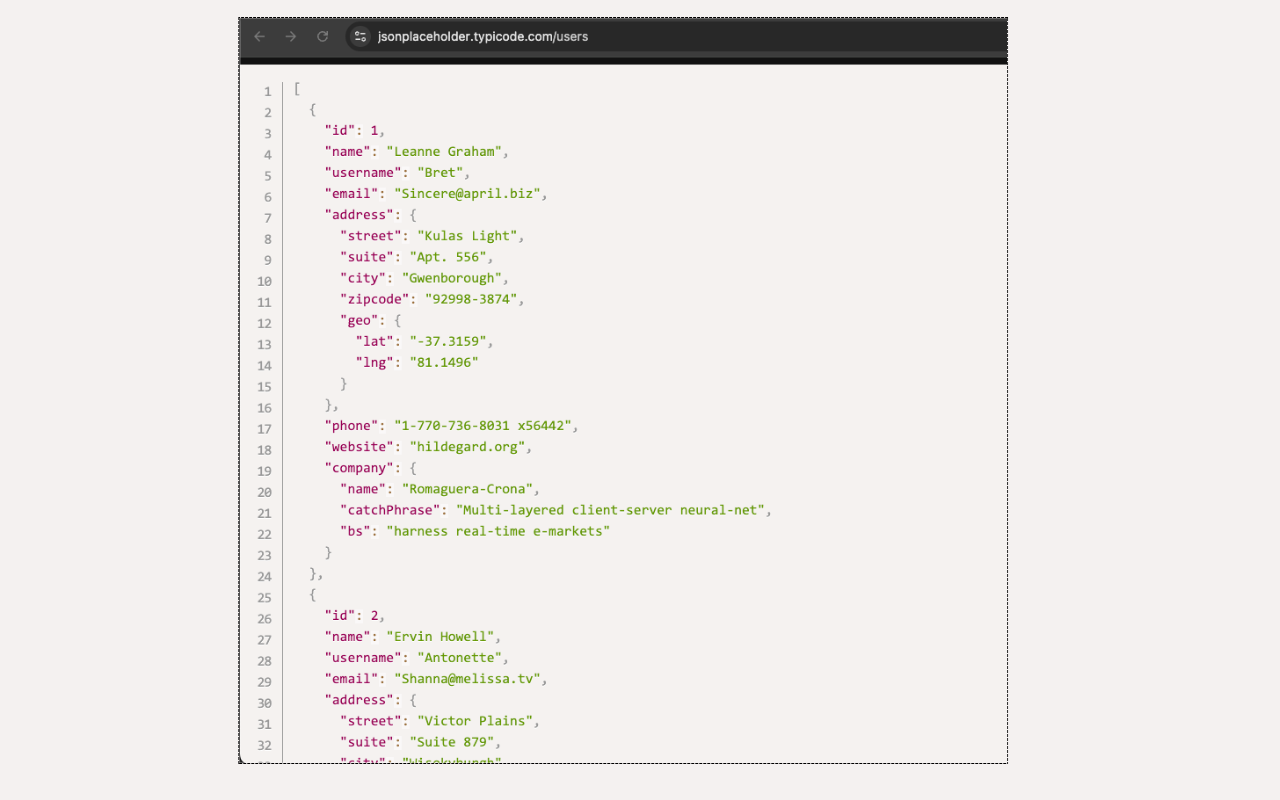 jsonplaceholder.typicode.com/users
1 [
2 {
3 "id": 1,
4 "name": "Leanne Graham",
5 "username": "Bret",
6 "email": "Sincere@april.biz",
7 "address": {
8 "street": "Kulas Light",
9 "suite": "Apt. 556",
10 "city": "Gwenborough",
11 "zipcode": "92998-3874",
12 "geo": {
13 "lat": "-37.3159",
14 "lng": "81.1496"
15 }
16 },
17 "phone": "1-770-736-8031 x56442",
18 "website": "hildegard.org",
19 "company": {
20 "name": "Romaguera-Crona",
21 "catchPhrase": "Multi-layered client-server neural-net",
22 "bs": "harness real-time e-markets"
23 }
24 },
25 {
26 "id": 2,
27 "name": "Ervin Howell",
28 "username": "Antonette",
29 "email": "Shanna@melissa.tv",
30 "address": {
31 "street": "Victor Plains",
32 "suite": "Suite 879",
"city": "Wisokyburgh"